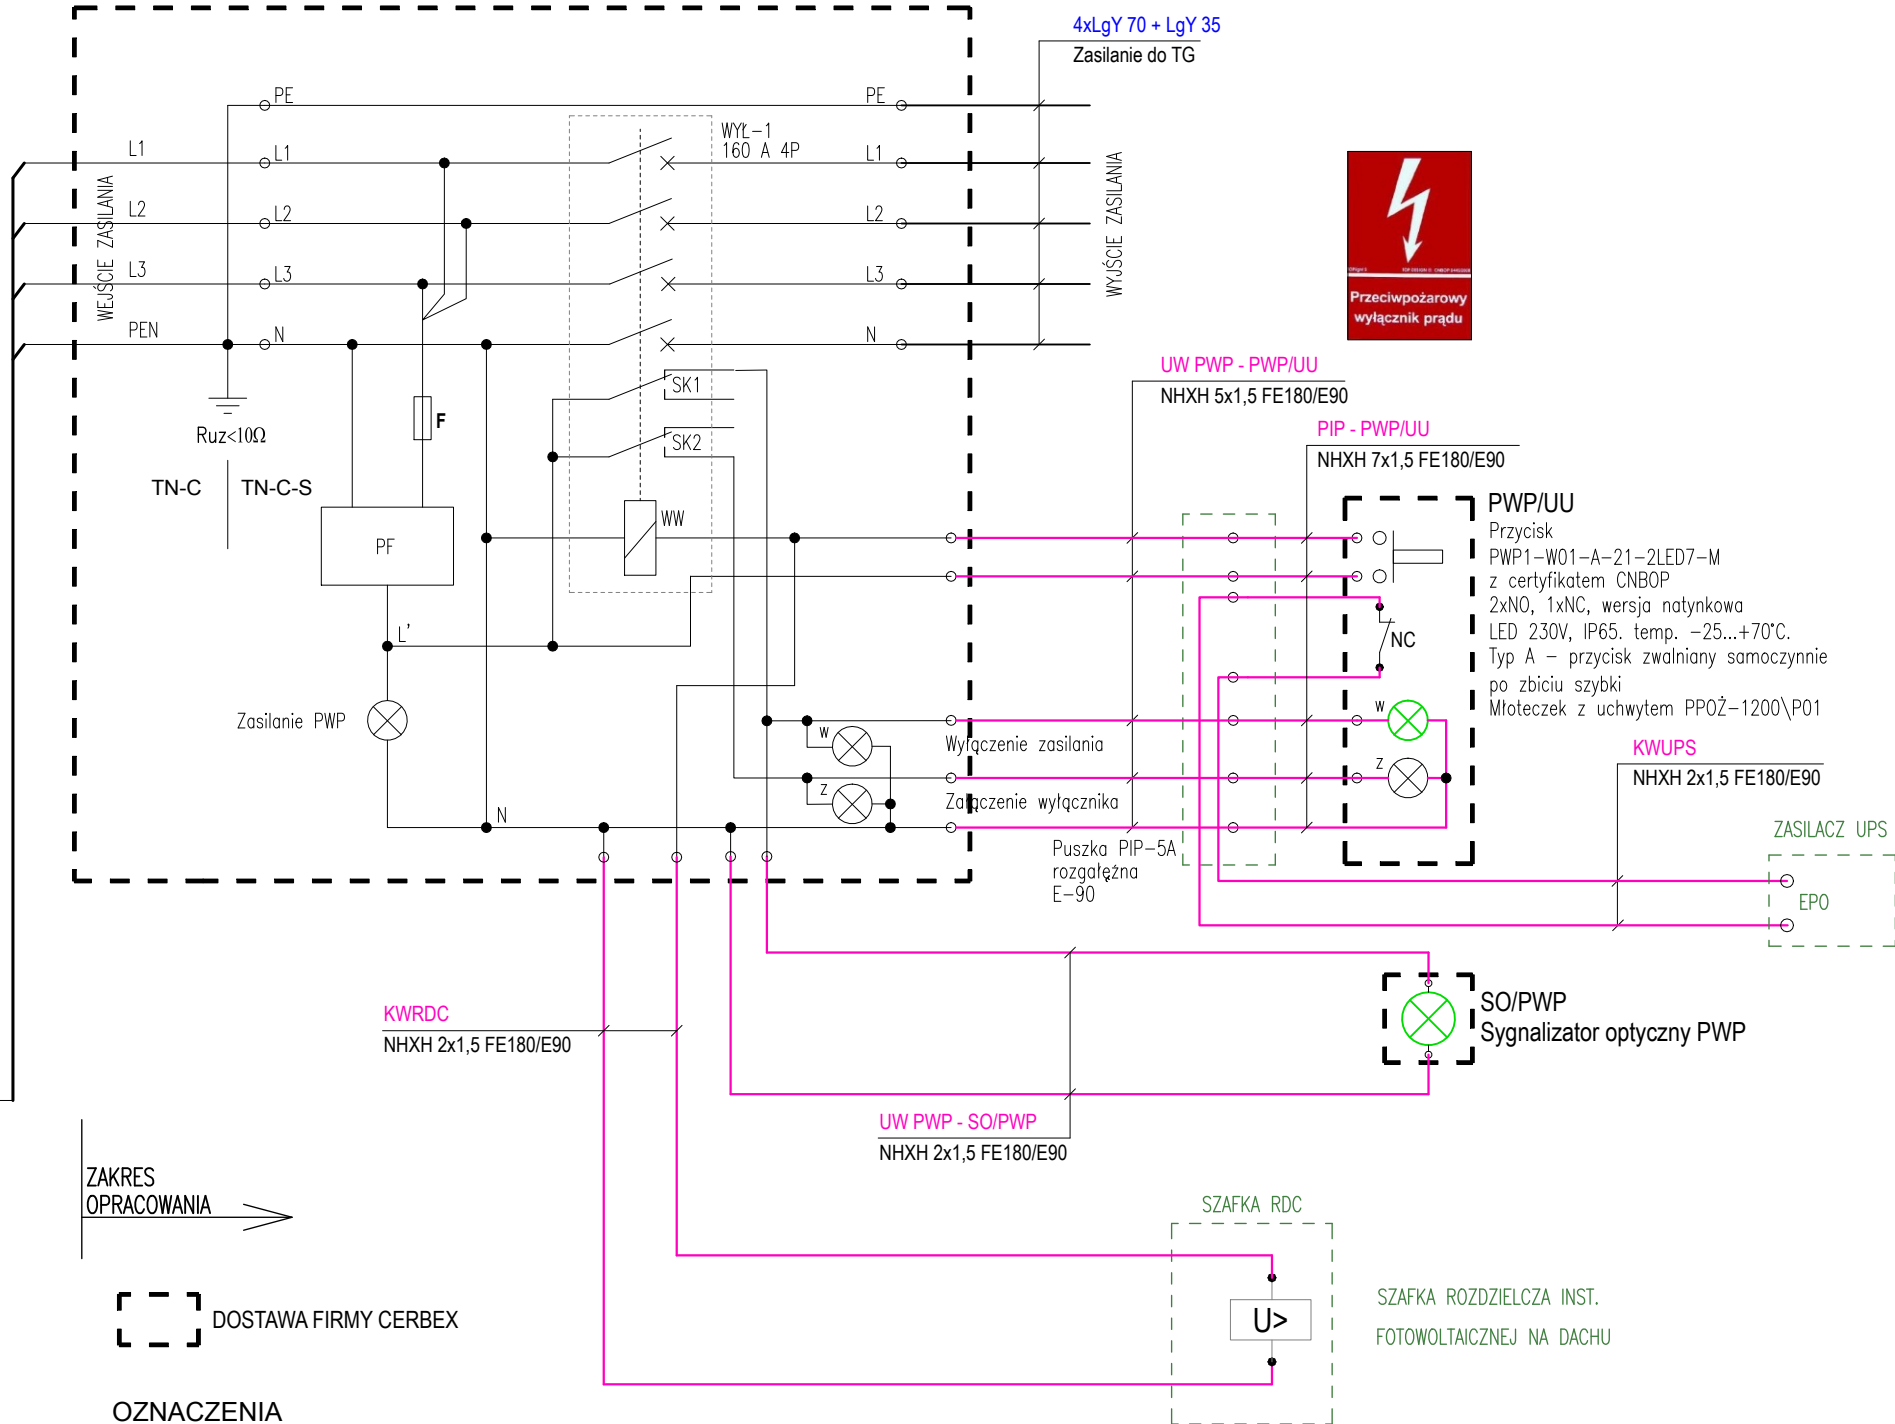 4xLgY 70 + LgY 35
Zasilanie do TG
PE
PE
WYŁ-1
160 A 4P
L1
L1
L1
L2
L2
L2
L3
L3
L3
PEN
N
N
WEJŚCIE ZASILANIA
WYJŚCIE ZASILANIA
Przeciwpożarowy
wyłącznik prądu
SK1
SK2
F
Ruz<10Ω
TN-C
TN-C-S
PF
WW
L'
Zasilanie PWP
N
W
Z
Wyłączenie zasilania
Załączenie wyłącznika
UW PWP - PWP/UU
NHXH 5x1,5 FE180/E90
PIP - PWP/UU
NHXH 7x1,5 FE180/E90
PWP/UU
Przycisk
PWP1-W01-A-21-2LED7-M
z certyfikatem CNBOP
2xNO, 1xNC, wersja natynkowa
LED 230V, IP65. temp. -25...+70°C.
Typ A - przycisk zwalniany samoczynnie
po zbiciu szybki
Młoteczek z uchwytem PPOŻ-1200\P01
NC
W
Z
Puszka PIP-5A
rozgałęźna
E-90
KWUPS
NHXH 2x1,5 FE180/E90
ZASILACZ UPS
EPO
KWRDC
NHXH 2x1,5 FE180/E90
SO/PWP
Sygnalizator optyczny PWP
UW PWP - SO/PWP
NHXH 2x1,5 FE180/E90
ZAKRES
OPRACOWANIA
SZAFKA RDC
U>
SZAFKA ROZDZIELCZA INST.
FOTOWOLTAICZNEJ NA DACHU
DOSTAWA FIRMY CERBEX
OZNACZENIA